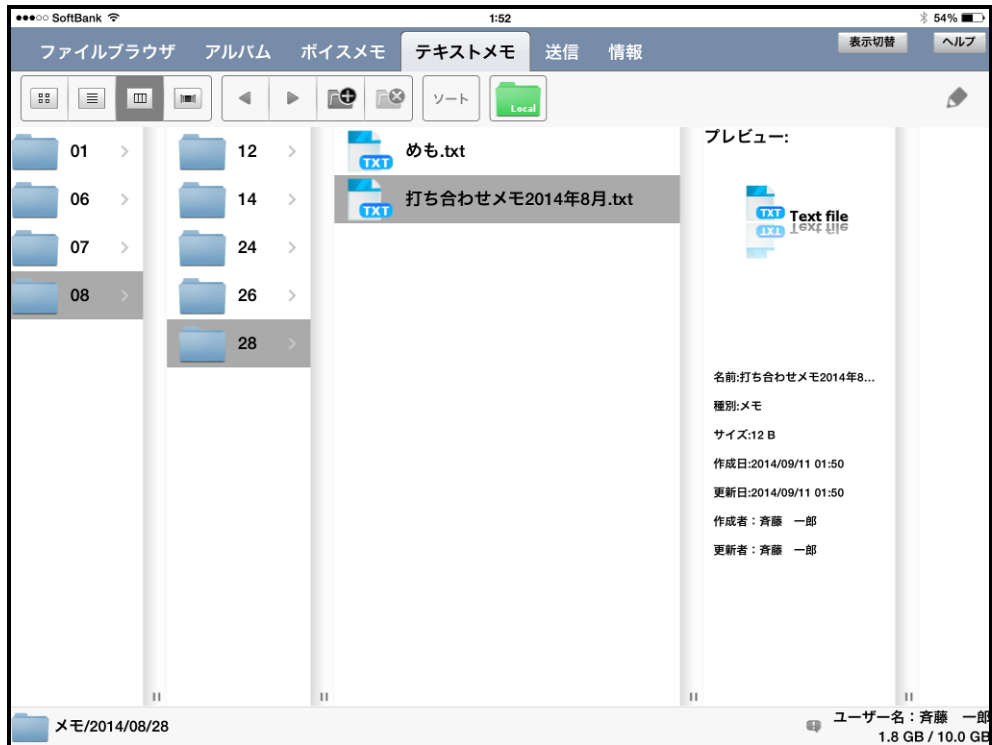 ●●●○○ SoftBank 1:52 54%
ファイルブラウザ アルバム ボイスメモ テキストメモ 送信 情報 表示切替 ヘルプ
ソート Local
01
06
07
08
12
14
24
26
28
TXT めも.txt
TXT 打ち合わせメモ2014年8月.txt
プレビュー:
TXT Text file
名前:打ち合わせメモ2014年8...
種別:メモ
サイズ:12 B
作成日:2014/09/11 01:50
更新日:2014/09/11 01:50
作成者：斉藤　一郎
更新者：斉藤　一郎
メモ/2014/08/28
ユーザー名：斉藤　一郎
1.8 GB / 10.0 GB